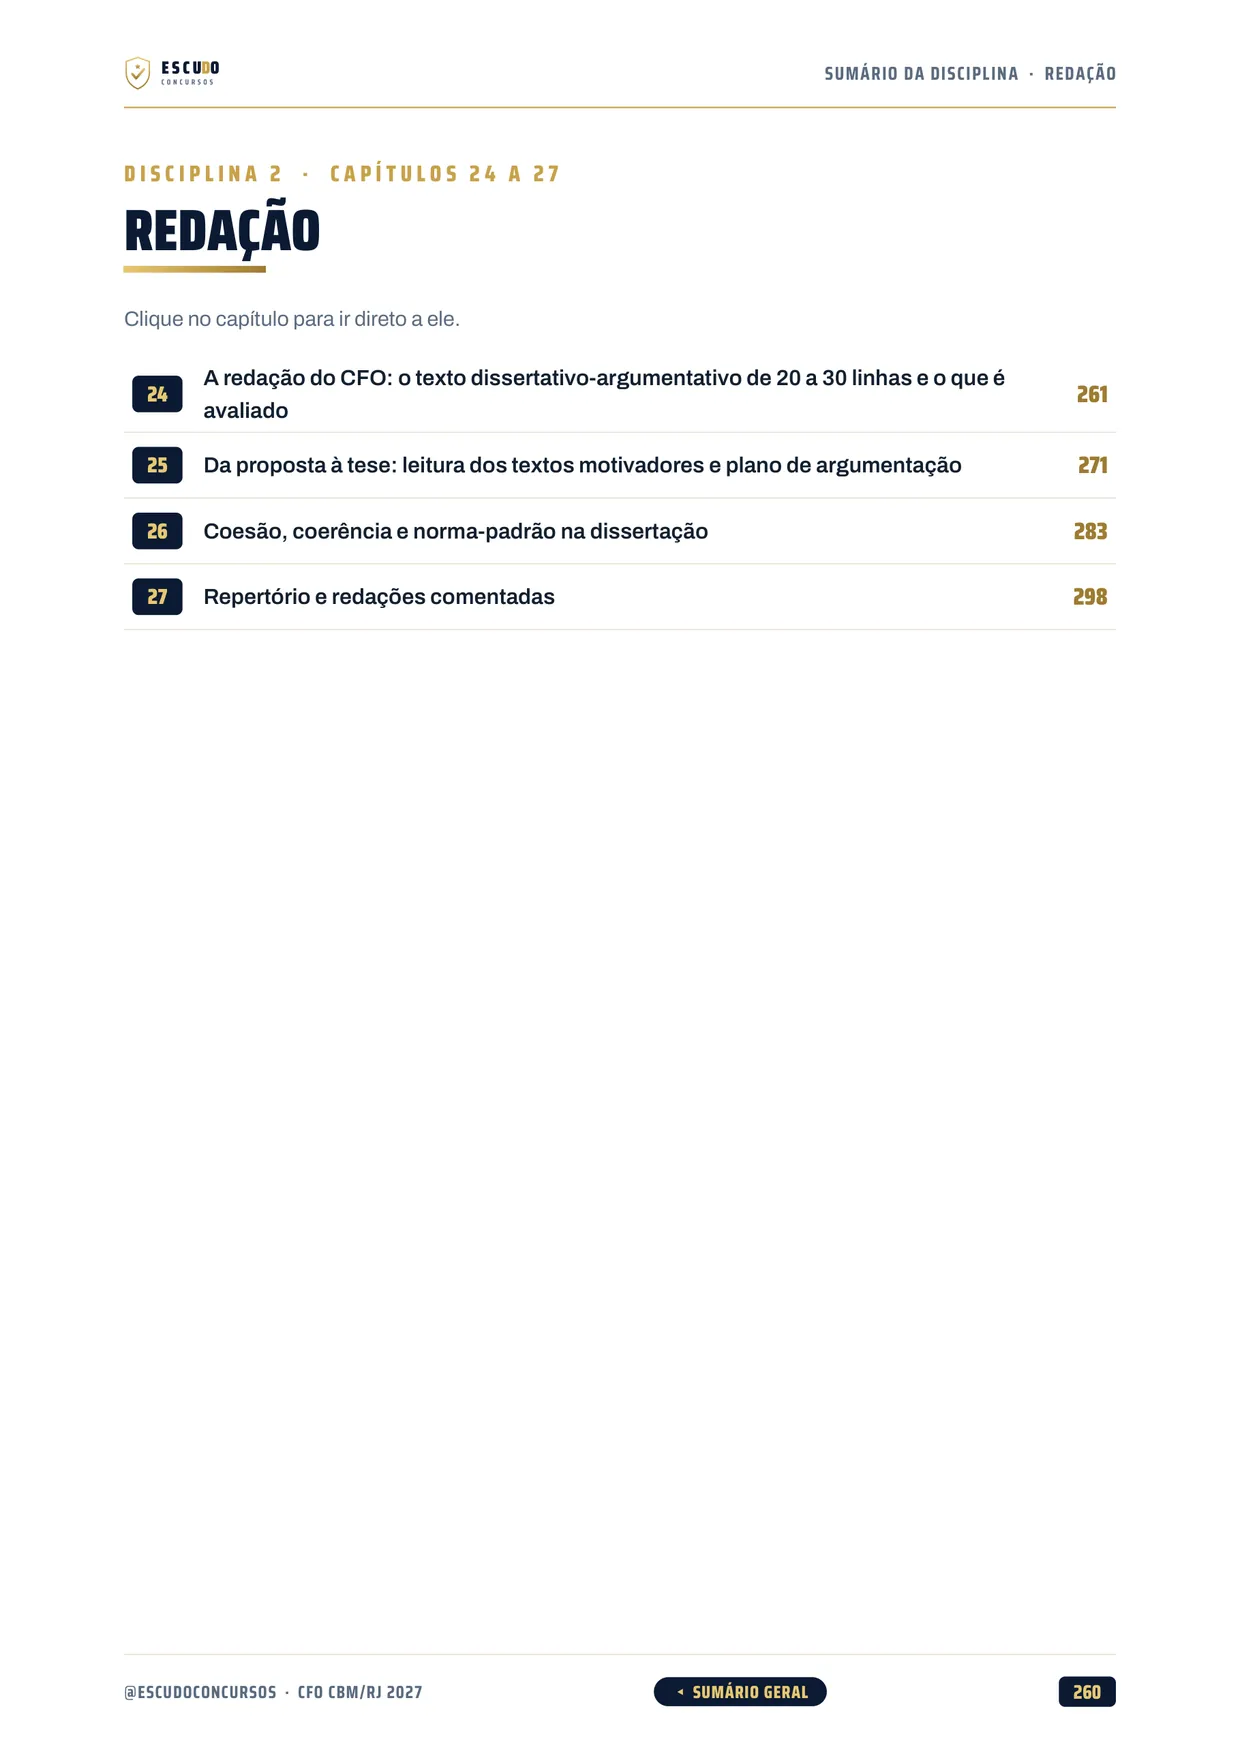 ESCUDO
CONCURSOS
SUMÁRIO DA DISCIPLINA · REDAÇÃO
DISCIPLINA 2 · CAPÍTULOS 24 A 27
REDAÇÃO
Clique no capítulo para ir direto a ele.
24 A redação do CFO: o texto dissertativo-argumentativo de 20 a 30 linhas e o que é
avaliado 261
25 Da proposta à tese: leitura dos textos motivadores e plano de argumentação 271
26 Coesão, coerência e norma-padrão na dissertação 283
27 Repertório e redações comentadas 298
@ESCUDOCONCURSOS · CFO CBM/RJ 2027
◂ SUMÁRIO GERAL
260